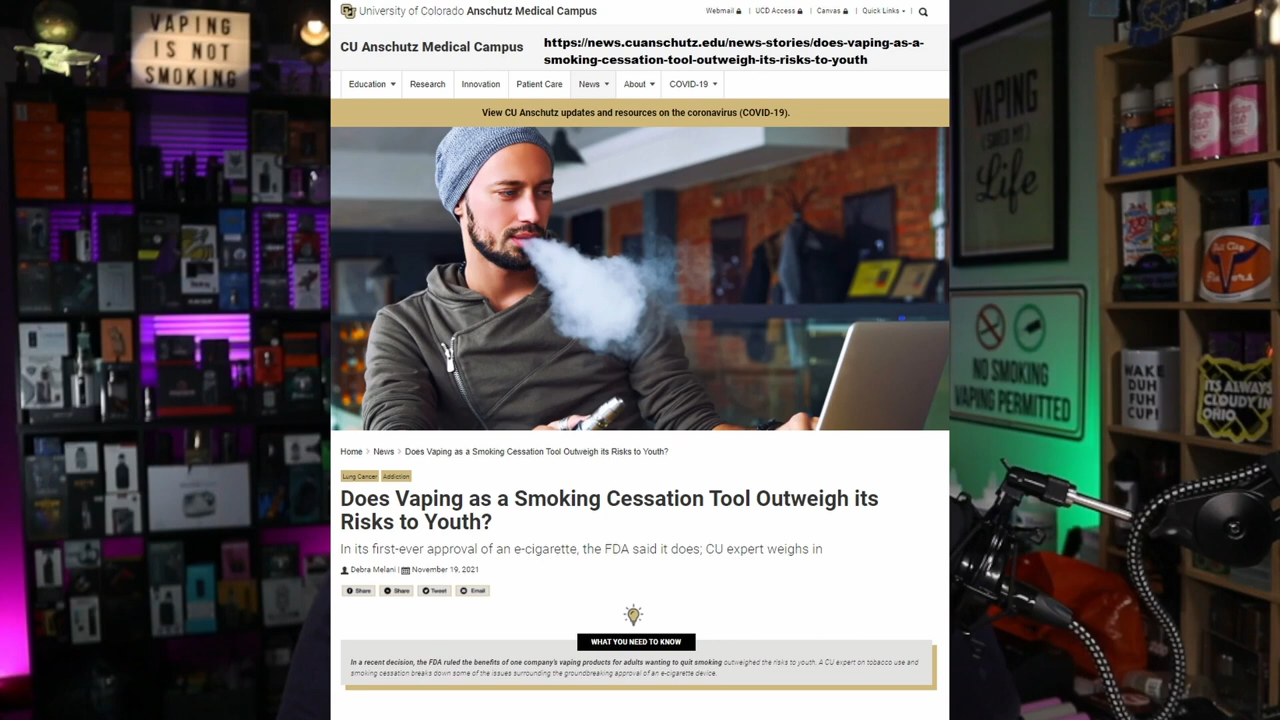 VAPING
IS NOT
SMOKING
University of Colorado Anschutz Medical Campus
Webmail
UCD Access
Canvas
Quick Links
CU Anschutz Medical Campus
https://news.cuanschutz.edu/news-stories/does-vaping-as-a-
smoking-cessation-tool-outweigh-its-risks-to-youth
Education
Research
Innovation
Patient Care
News
About
COVID-19
View CU Anschutz updates and resources on the coronavirus (COVID-19).
Home > News > Does Vaping as a Smoking Cessation Tool Outweigh its Risks to Youth?
Lung Cancer
Addiction
Does Vaping as a Smoking Cessation Tool Outweigh its
Risks to Youth?
In its first-ever approval of an e-cigarette, the FDA said it does; CU expert weighs in
Debra Melani | November 19, 2021
Share
Share
Tweet
Email
WHAT YOU NEED TO KNOW
In a recent decision, the FDA ruled the benefits of one company's vaping products for adults wanting to quit smoking outweighed the risks to youth. A CU expert on tobacco use and
smoking cessation breaks down some of the issues surrounding the groundbreaking approval of an e-cigarette device.
VAPING
(SAVED MY)
Life
NO SMOKING
VAPING PERMITTED
WAKE
DUH
FUH
CUP!
ITS ALWAYS
CLOUDY IN
OHIO